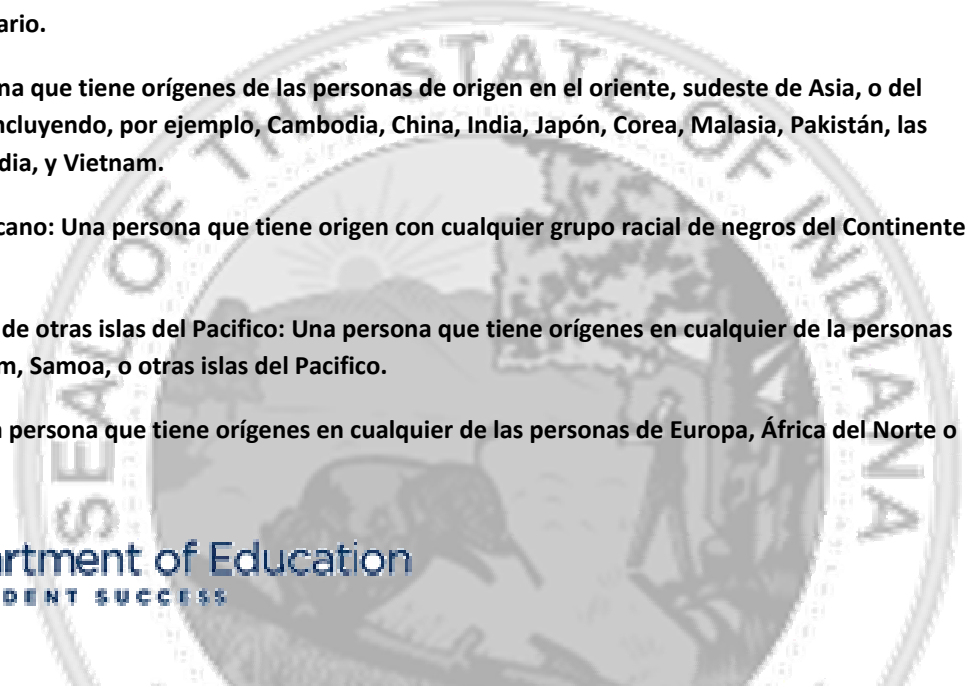 ario.
na que tiene orígenes de las personas de origen en el oriente, sudeste de Asia, o del
ncluyendo, por ejemplo, Cambodia, China, India, Japón, Corea, Malasia, Pakistán, las
dia, y Vietnam.
cano: Una persona que tiene origen con cualquier grupo racial de negros del Continente
de otras islas del Pacifico: Una persona que tiene orígenes en cualquier de la personas
m, Samoa, o otras islas del Pacifico.
a persona que tiene orígenes en cualquier de las personas de Europa, África del Norte o
artment of Education
DENT SUCCESS
SEAL OF THE STATE OF INDIANA